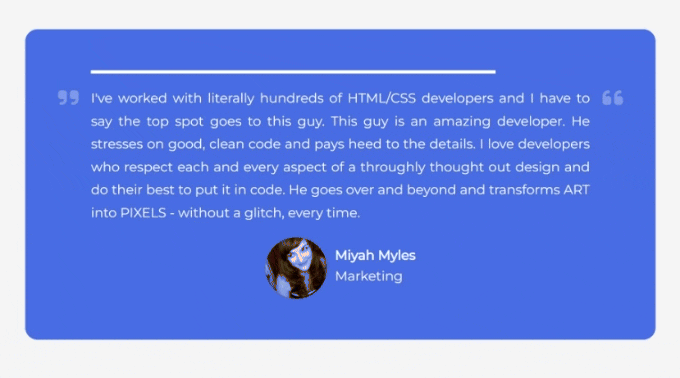 I've worked with literally hundreds of HTML/CSS developers and I have to
say the top spot goes to this guy. This guy is an amazing developer. He
stresses on good, clean code and pays heed to the details. I love developers
who respect each and every aspect of a throughly thought out design and
do their best to put it in code. He goes over and beyond and transforms ART
into PIXELS - without a glitch, every time.
Miyah Myles
Marketing